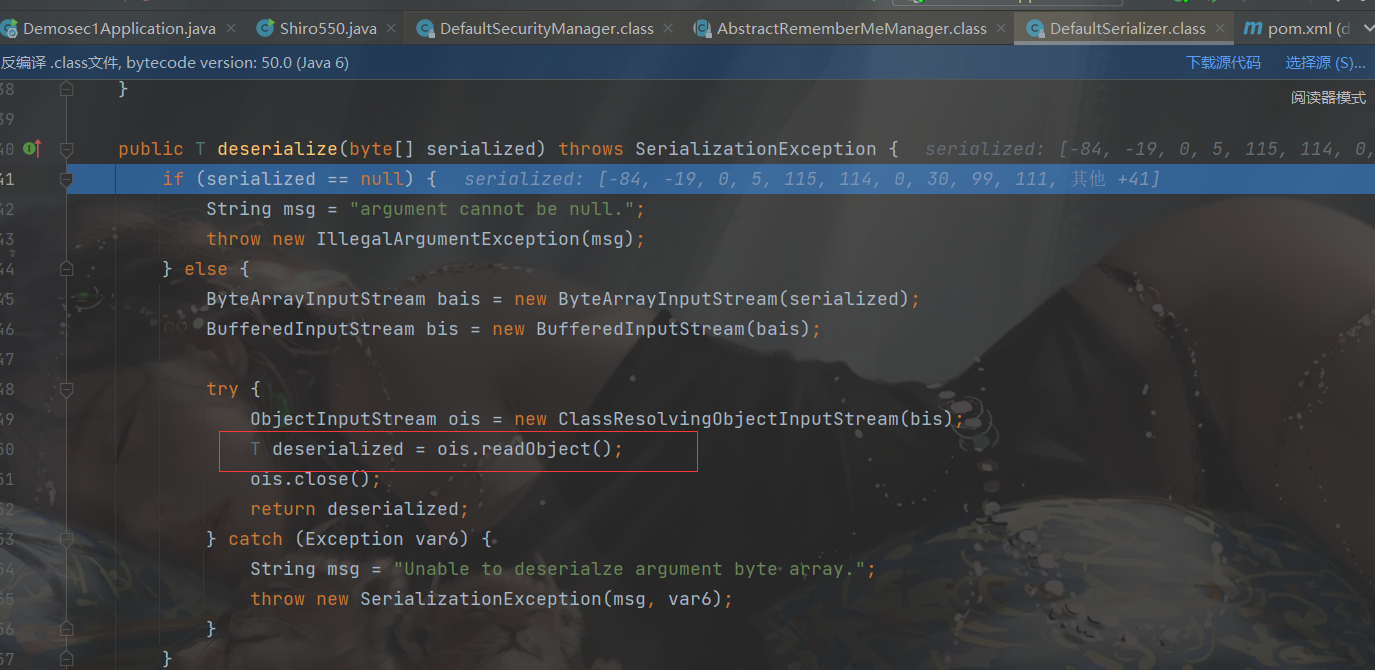 Demosec1Application.java Shiro550.java DefaultSecurityManager.class AbstractRememberMeManager.class DefaultSerializer.class pom.xml (d
反编译 .class文件, bytecode version: 50.0 (Java 6) 下载源代码 选择源 (S)...
阅读器模式
38 }
39
40 public T deserialize(byte[] serialized) throws SerializationException { serialized: [-84, -19, 0, 5, 115, 114, 0,
41 if (serialized == null) { serialized: [-84, -19, 0, 5, 115, 114, 0, 30, 99, 111, 其他 +41]
42 String msg = "argument cannot be null.";
43 throw new IllegalArgumentException(msg);
44 } else {
45 ByteArrayInputStream bais = new ByteArrayInputStream(serialized);
46 BufferedInputStream bis = new BufferedInputStream(bais);
47
48 try {
49 ObjectInputStream ois = new ClassResolvingObjectInputStream(bis);
50 T deserialized = ois.readObject();
51 ois.close();
52 return deserialized;
53 } catch (Exception var6) {
54 String msg = "Unable to deserialze argument byte array.";
55 throw new SerializationException(msg, var6);
56 }
57 }